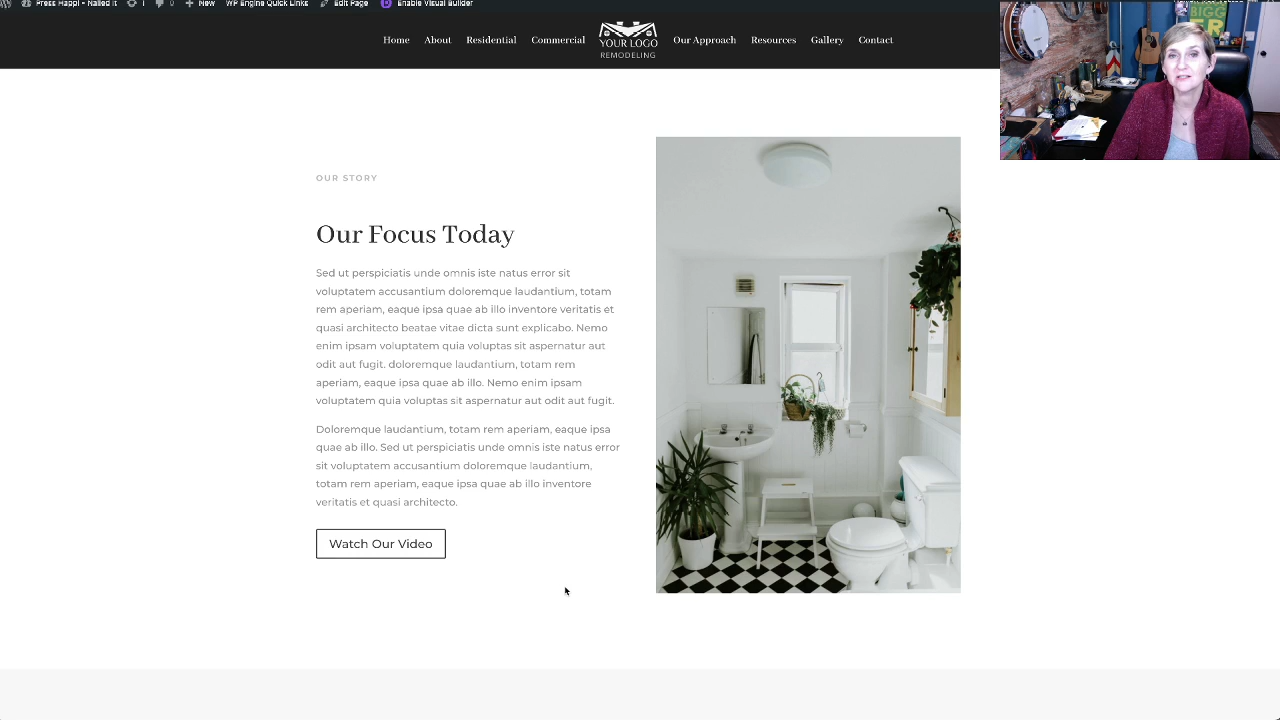 Press Happi - Nailed It 1 0 New WP Engine Quick Links Edit Page Enable Visual Builder
Home About Residential Commercial YOUR LOGO REMODELING Our Approach Resources Gallery Contact
BIGG
OUR STORY
Our Focus Today
Sed ut perspiciatis unde omnis iste natus error sit
voluptatem accusantium doloremque laudantium, totam
rem aperiam, eaque ipsa quae ab illo inventore veritatis et
quasi architecto beatae vitae dicta sunt explicabo. Nemo
enim ipsam voluptatem quia voluptas sit aspernatur aut
odit aut fugit. doloremque laudantium, totam rem
aperiam, eaque ipsa quae ab illo. Nemo enim ipsam
voluptatem quia voluptas sit aspernatur aut odit aut fugit.
Doloremque laudantium, totam rem aperiam, eaque ipsa
quae ab illo. Sed ut perspiciatis unde omnis iste natus error
sit voluptatem accusantium doloremque laudantium,
totam rem aperiam, eaque ipsa quae ab illo inventore
veritatis et quasi architecto.
Watch Our Video